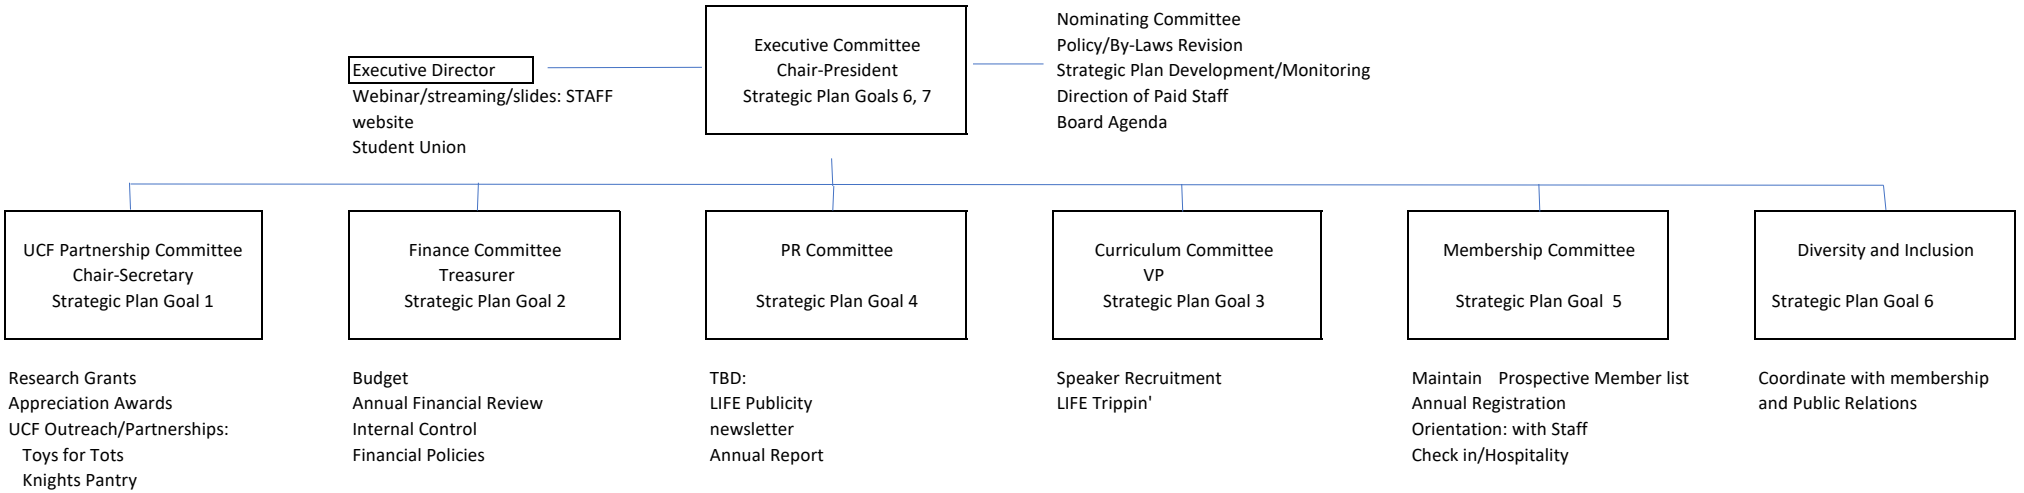 Executive Director
Webinar/streaming/slides: STAFF
website
Student Union
Executive Committee
Chair-President
Strategic Plan Goals 6, 7
Nominating Committee
Policy/By-Laws Revision
Strategic Plan Development/Monitoring
Direction of Paid Staff
Board Agenda
UCF Partnership Committee
Chair-Secretary
Strategic Plan Goal 1
Research Grants
Appreciation Awards
UCF Outreach/Partnerships:
Toys for Tots
Knights Pantry
Finance Committee
Treasurer
Strategic Plan Goal 2
Budget
Annual Financial Review
Internal Control
Financial Policies
PR Committee
Strategic Plan Goal 4
TBD:
LIFE Publicity
newsletter
Annual Report
Curriculum Committee
VP
Strategic Plan Goal 3
Speaker Recruitment
LIFE Trippin'
Membership Committee
Strategic Plan Goal 5
Maintain Prospective Member list
Annual Registration
Orientation: with Staff
Check in/Hospitality
Diversity and Inclusion
Strategic Plan Goal 6
Coordinate with membership
and Public Relations